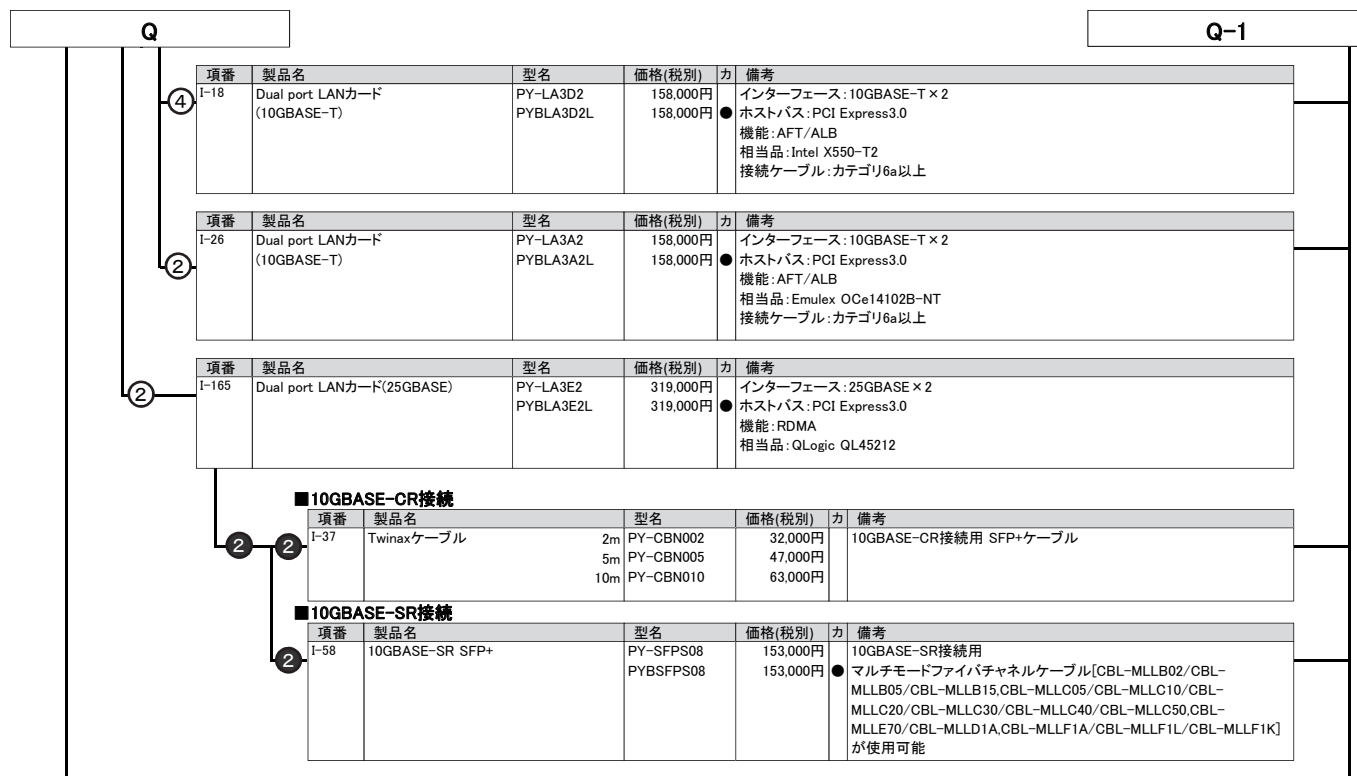 Q
Q-1
項番 製品名 型名 価格(税別) カ 備考
④ I-18 Dual port LANカード PY-LA3D2 158,000円 インターフェース:10GBASE-T×2
(10GBASE-T) PYBLA3D2L 158,000円 ● ホストバス:PCI Express3.0
機能:AFT/ALB
相当品:Intel X550-T2
接続ケーブル:カテゴリ6a以上
項番 製品名 型名 価格(税別) カ 備考
I-26 Dual port LANカード PY-LA3A2 158,000円 インターフェース:10GBASE-T×2
② (10GBASE-T) PYBLA3A2L 158,000円 ● ホストバス:PCI Express3.0
機能:AFT/ALB
相当品:Emulex OCe14102B-NT
接続ケーブル:カテゴリ6a以上
項番 製品名 型名 価格(税別) カ 備考
② I-165 Dual port LANカード(25GBASE) PY-LA3E2 319,000円 インターフェース:25GBASE×2
PYBLA3E2L 319,000円 ● ホストバス:PCI Express3.0
機能:RDMA
相当品:QLogic QL45212
■10GBASE-CR接続
項番 製品名 型名 価格(税別) カ 備考
❷ ❷ I-37 Twinaxケーブル 2m PY-CBN002 32,000円 10GBASE-CR接続用 SFP+ケーブル
5m PY-CBN005 47,000円
10m PY-CBN010 63,000円
■10GBASE-SR接続
項番 製品名 型名 価格(税別) カ 備考
❷ I-58 10GBASE-SR SFP+ PY-SFPS08 153,000円 10GBASE-SR接続用
PYBSFPS08 153,000円 ● マルチモードファイバチャネルケーブル[CBL-MLLB02/CBL-
MLLB05/CBL-MLLB15,CBL-MLLC05/CBL-MLLC10/CBL-
MLLC20/CBL-MLLC30/CBL-MLLC40/CBL-MLLC50,CBL-
MLLE70/CBL-MLLD1A,CBL-MLLF1A/CBL-MLLF1L/CBL-MLLF1K]
が使用可能